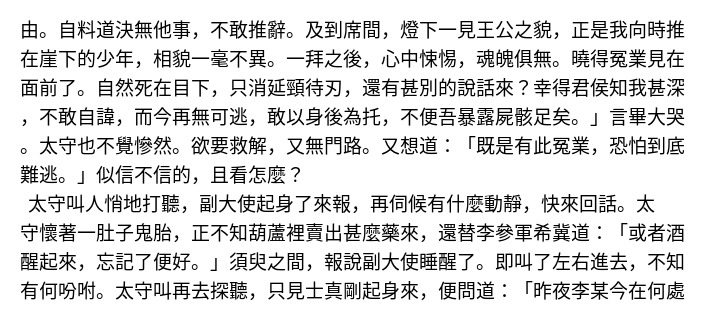 由。自料道決無他事，不敢推辭。及到席間，燈下一見王公之貌，正是我向時推
在崖下的少年，相貌一毫不異。一拜之後，心中悚惕，魂魄俱無。曉得冤業見在
面前了。自然死在目下，只消延頸待刃，還有甚別的說話來？幸得君侯知我甚深
，不敢自諱，而今再無可逃，敢以身後為托，不便吾暴露屍骸足矣。」言畢大哭
。太守也不覺慘然。欲要救解，又無門路。又想道：「既是有此冤業，恐怕到底
難逃。」似信不信的，且看怎麼？
太守叫人悄地打聽，副大使起身了來報，再伺候有什麼動靜，快來回話。太
守懷著一肚子鬼胎，正不知葫蘆裡賣出甚麼藥來，還替李參軍希冀道：「或者酒
醒起來，忘記了便好。」須臾之間，報說副大使睡醒了。即叫了左右進去，不知
有何吩咐。太守叫再去探聽，只見士真剛起身來，便問道：「昨夜李某今在何處